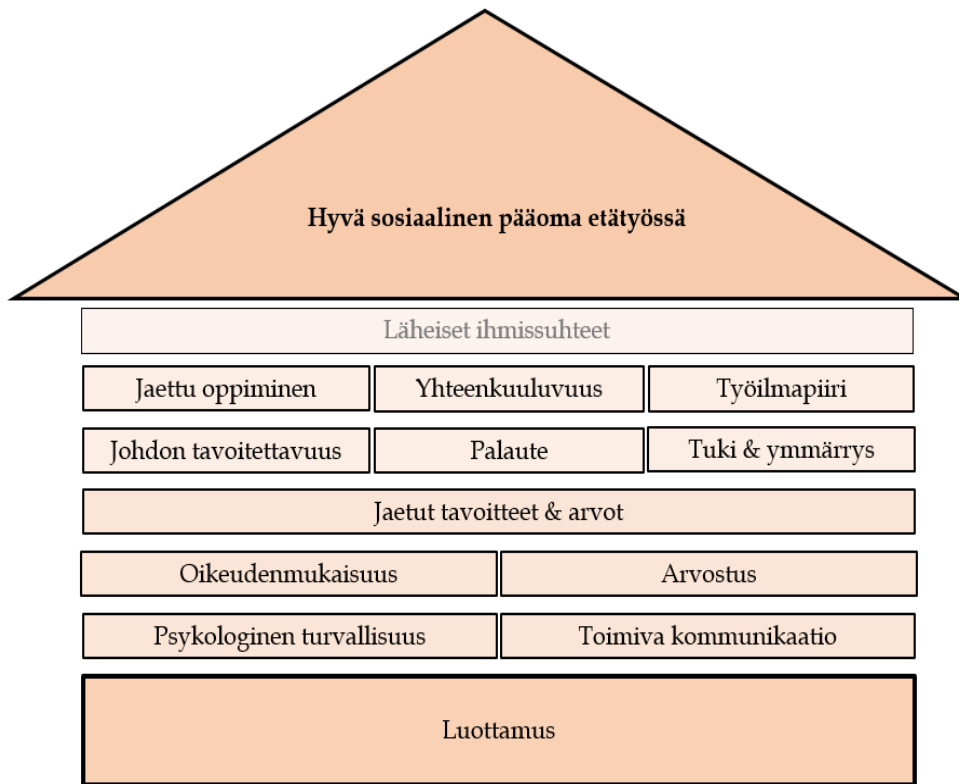 Hyvä sosiaalinen pääoma etätyössä
Läheiset ihmissuhteet
Jaettu oppiminen
Yhteenkuuluvuus
Työilmapiiri
Johdon tavoitettavuus
Palaute
Tuki & ymmärrys
Jaetut tavoitteet & arvot
Oikeudenmukaisuus
Arvostus
Psykologinen turvallisuus
Toimiva kommunikaatio
Luottamus